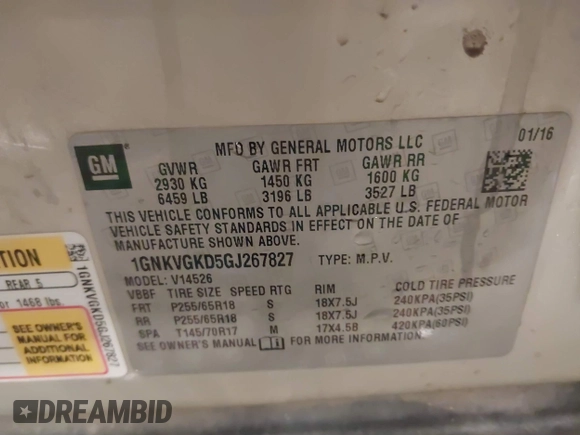 GM
MFD BY GENERAL MOTORS LLC
01/16
GVWR GAWR FRT GAWR RR
2930 KG 1450 KG 1600 KG
6459 LB 3196 LB 3527 LB
THIS VEHICLE CONFORMS TO ALL APPLICABLE U.S. FEDERAL MOTOR
VEHICLE SAFETY STANDARDS IN EFFECT ON THE DATE OF
MANUFACTURE SHOWN ABOVE.
1GNKVGKD5GJ267827 TYPE: M.P.V.
MODEL: V14526
VBBF TIRE SIZE SPEED RTG RIM COLD TIRE PRESSURE
FRT P255/65R18 S 18X7.5J 240KPA(35PSI)
RR P255/65R18 S 18X7.5J 240KPA(35PSI)
SPA T145/70R17 M 17X4.5B 420KPA(60PSI)
SEE OWNER'S MANUAL FOR MORE INFORMATION
REAR 5
or 1468 lbs.
SEE OWNER'S
MANUAL FOR
ADDITIONAL
INFORMATION
1GNKVGKD5GJ267827
DREAMBID